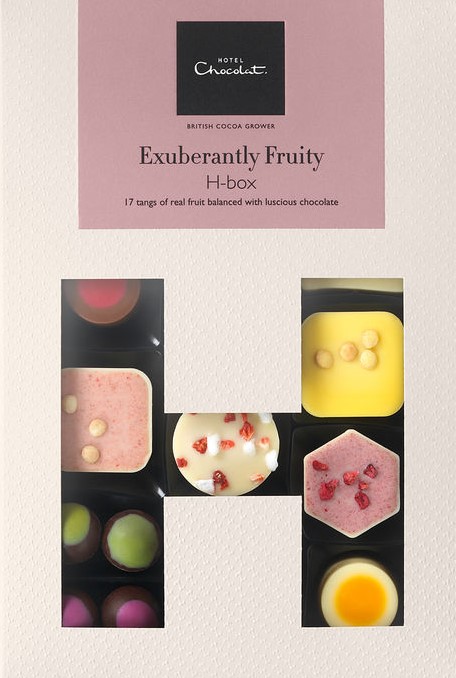 HOTEL
Chocolat.
BRITISH COCOA GROWER
Exuberantly Fruity
H-box
17 tangs of real fruit balanced with luscious chocolate